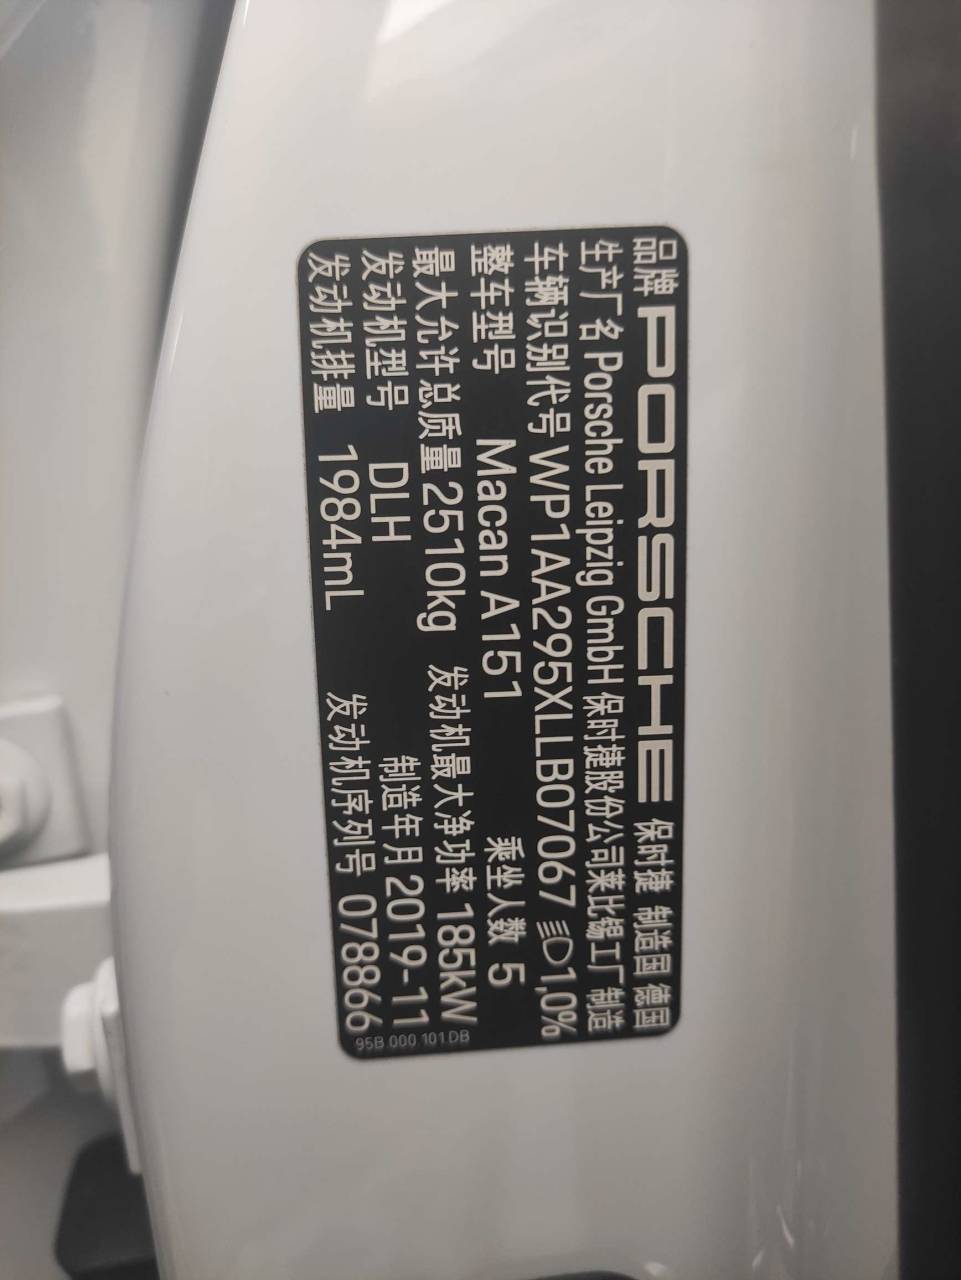 品牌 PORSCHE 保时捷 制造国 德国
生产厂名 Porsche Leipzig GmbH 保时捷股份公司莱比锡工厂 制造
车辆识别代号 WP1AA295XLLB07067 1,0%
整车型号 Macan A151 乘坐人数 5
最大允许总质量 2510kg 发动机最大净功率 185kW
发动机型号 DLH 制造年月 2019-11
发动机排量 1984mL 发动机序列号 078866
95B 000 101 DB